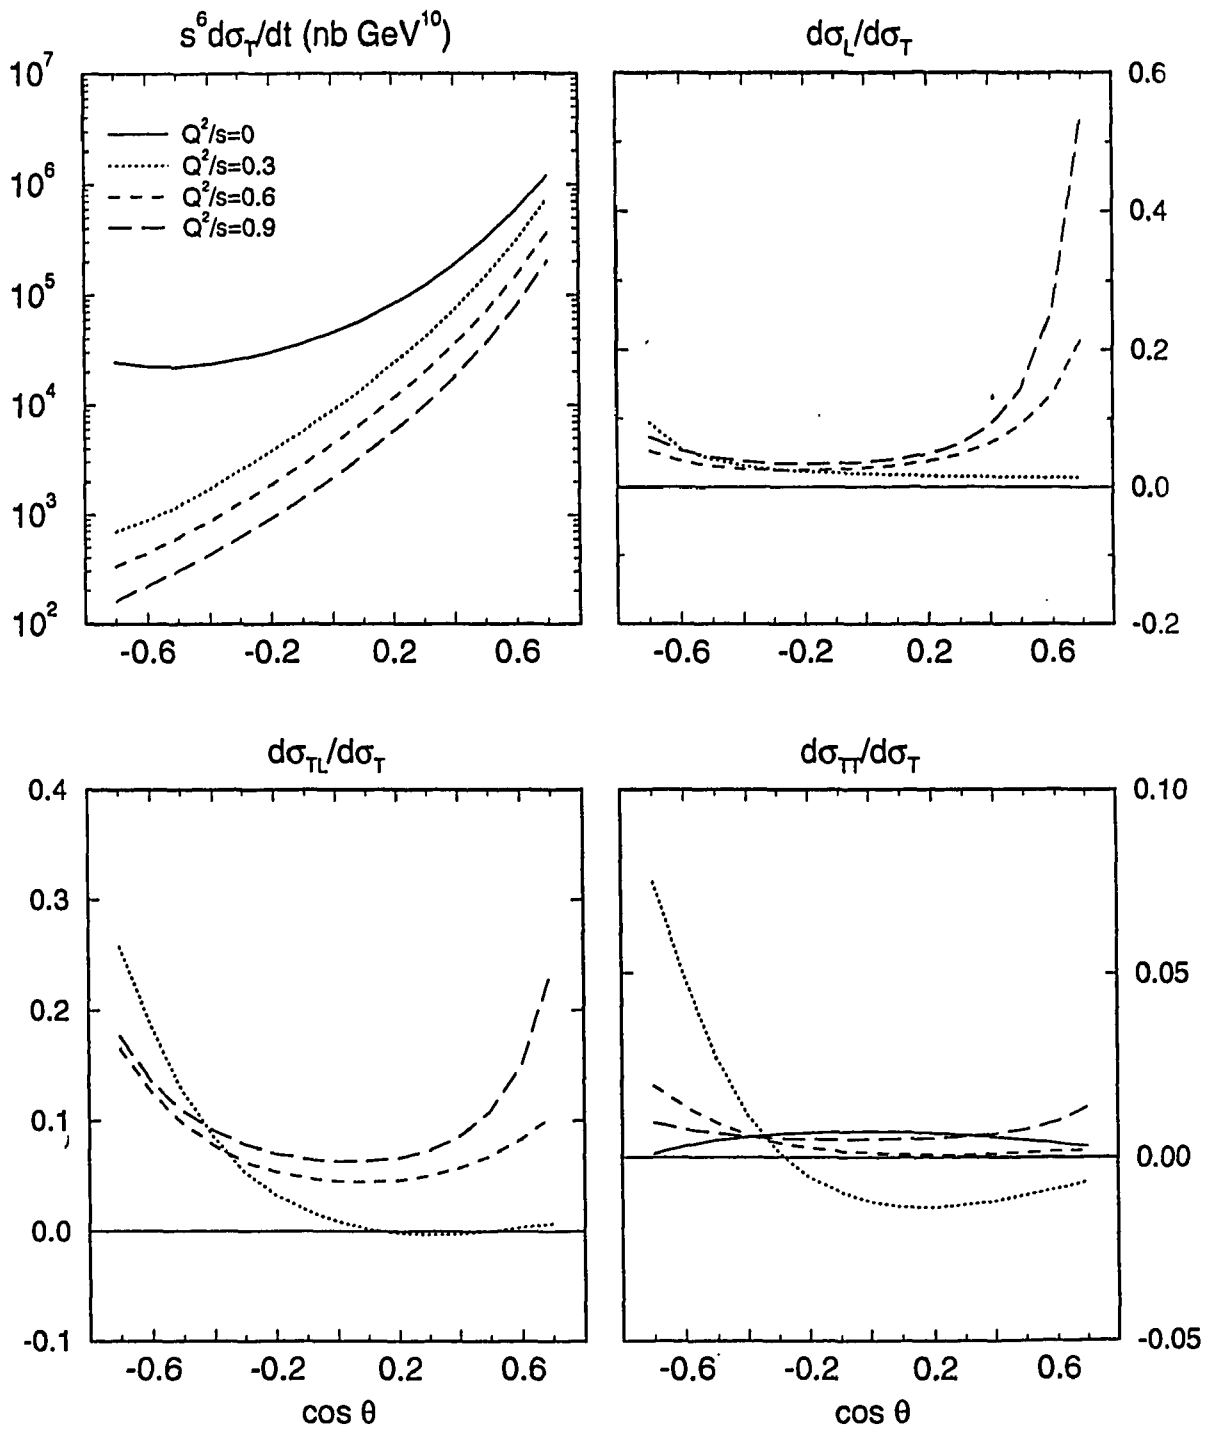 s⁶dσ_T/dt (nb GeV¹⁰)
dσ_L/dσ_T
10⁷
10⁶
10⁵
10⁴
10³
10²
Q²/s=0
Q²/s=0.3
Q²/s=0.6
Q²/s=0.9
-0.6 -0.2 0.2 0.6
0.6
0.4
0.2
0.0
-0.2
-0.6 -0.2 0.2 0.6
dσ_TL/dσ_T
dσ_TT/dσ_T
0.4
0.3
0.2
0.1
0.0
-0.1
-0.6 -0.2 0.2 0.6
cos θ
0.10
0.05
0.00
-0.05
-0.6 -0.2 0.2 0.6
cos θ